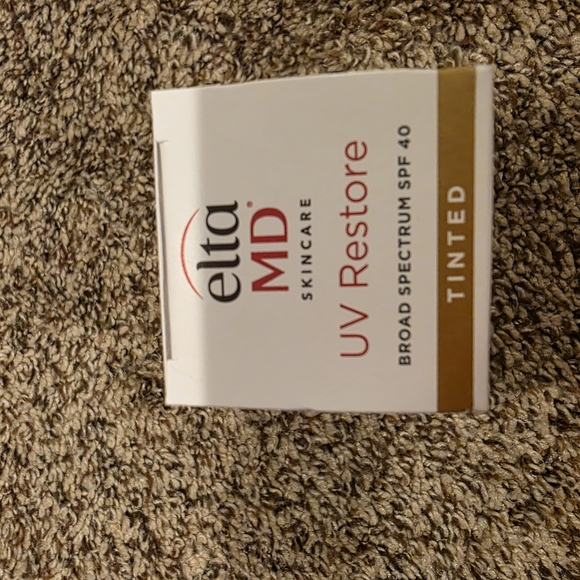 elta
MD®
SKINCARE
UV Restore
BROAD SPECTRUM SPF 40
TINTED